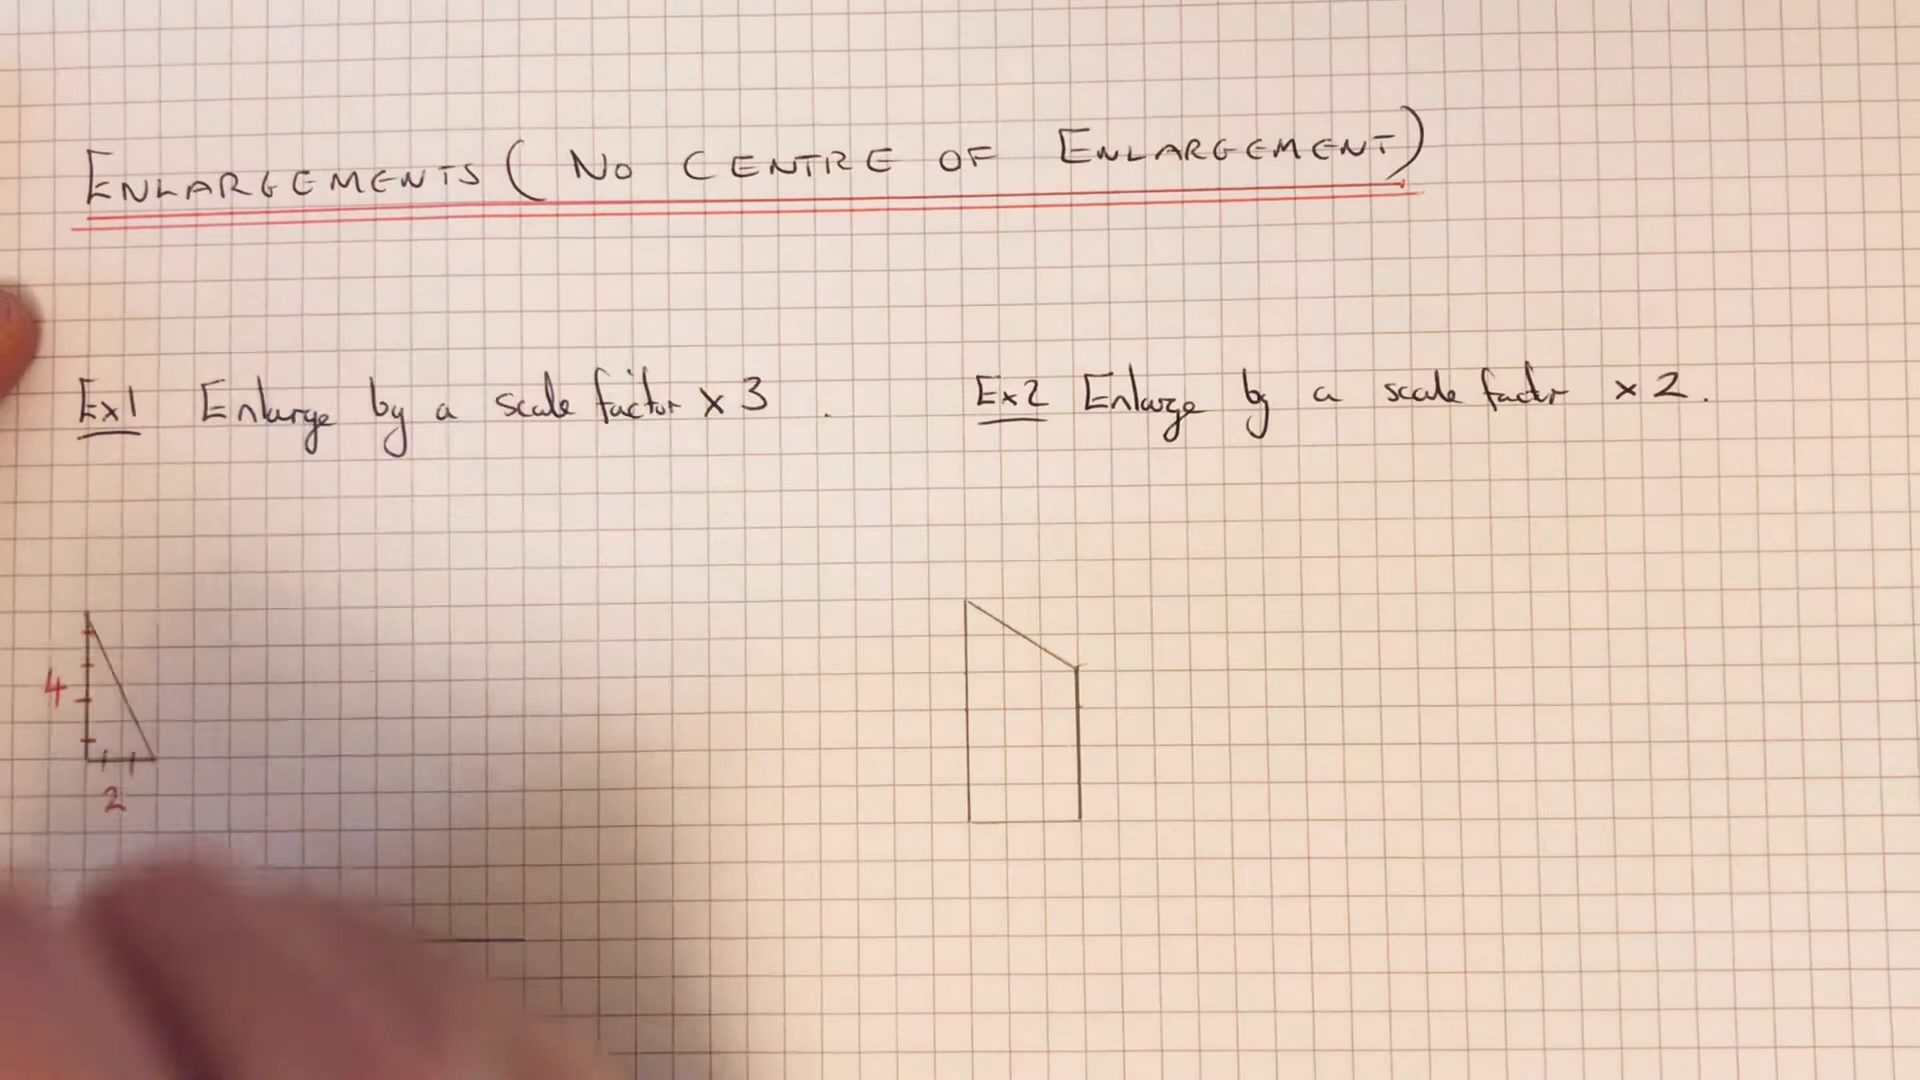 ENLARGEMENTS ( NO CENTRE OF ENLARGEMENT)
Ex1 Enlarge by a scale factor x 3 .
Ex2 Enlarge by a scale factor x 2.
4
2